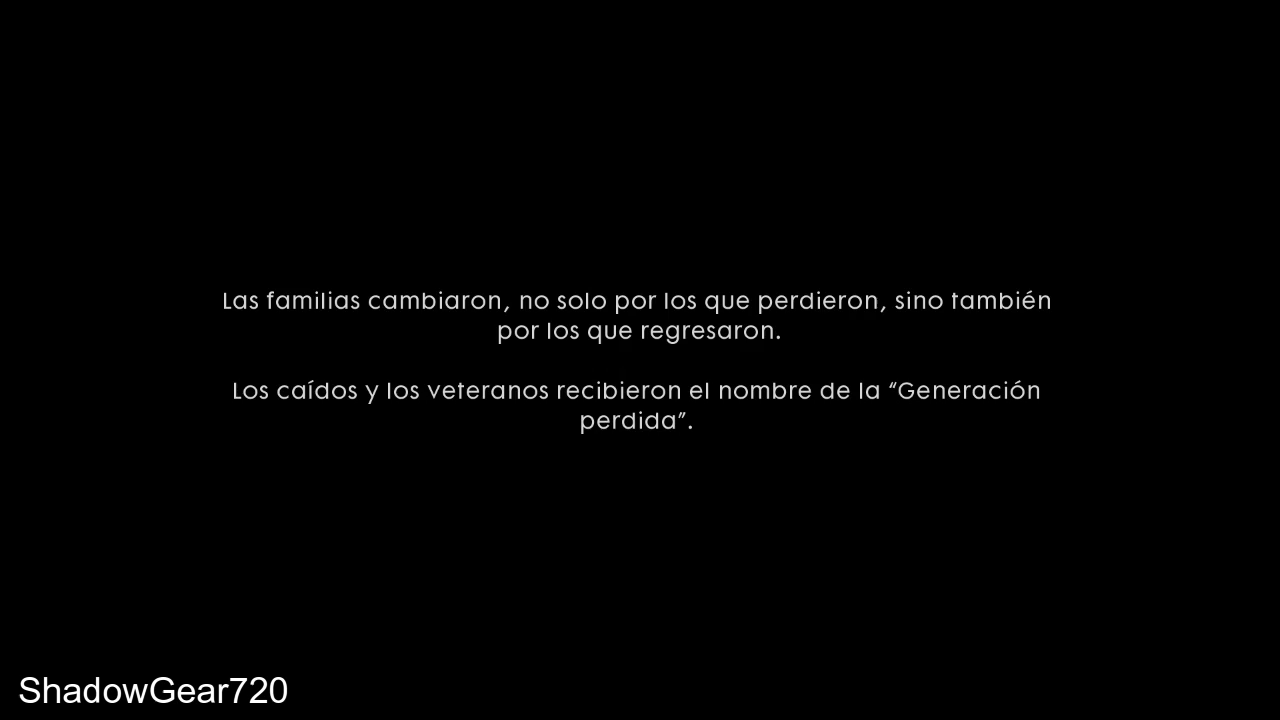 Las familias cambiaron, no solo por los que perdieron, sino también
por los que regresaron.
Los caídos y los veteranos recibieron el nombre de la “Generación
perdida”.
ShadowGear720